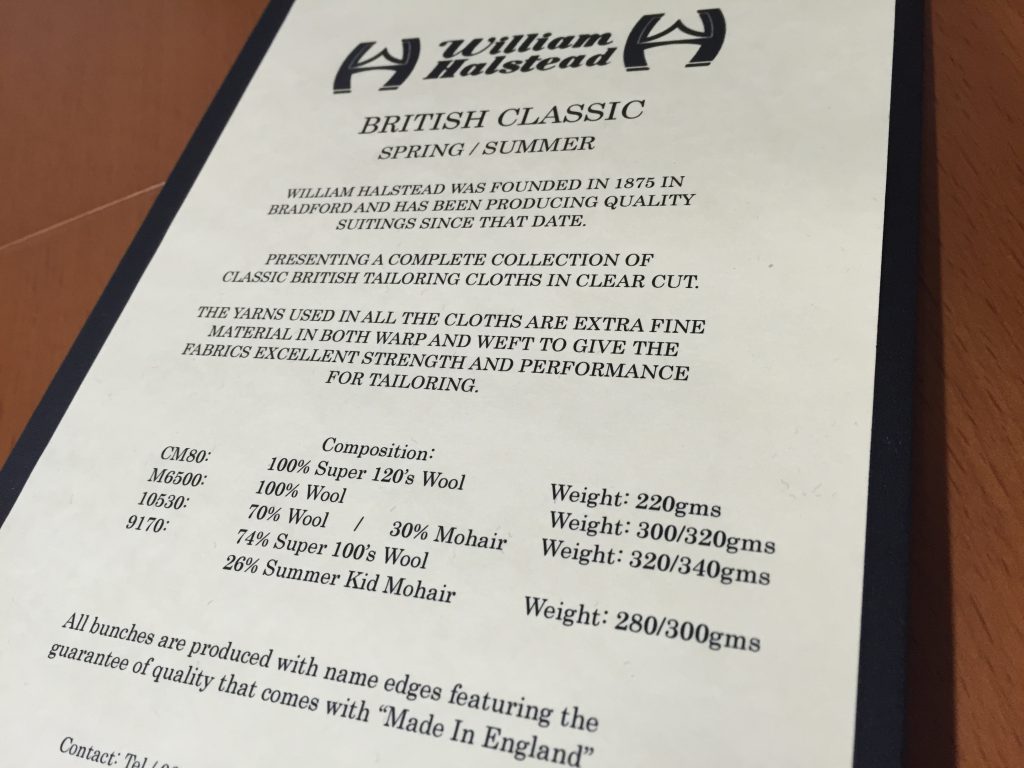 William
Halstead
BRITISH CLASSIC
SPRING / SUMMER
WILLIAM HALSTEAD WAS FOUNDED IN 1875 IN
BRADFORD AND HAS BEEN PRODUCING QUALITY
SUITINGS SINCE THAT DATE.
PRESENTING A COMPLETE COLLECTION OF
CLASSIC BRITISH TAILORING CLOTHS IN CLEAR CUT.
THE YARNS USED IN ALL THE CLOTHS ARE EXTRA FINE
MATERIAL IN BOTH WARP AND WEFT TO GIVE THE
FABRICS EXCELLENT STRENGTH AND PERFORMANCE
FOR TAILORING.
Composition:
CM80: 100% Super 120's Wool Weight: 220gms
M6500: 100% Wool Weight: 300/320gms
10530: 70% Wool / 30% Mohair Weight: 320/340gms
9170: 74% Super 100's Wool
26% Summer Kid Mohair Weight: 280/300gms
All bunches are produced with name edges featuring the
guarantee of quality that comes with "Made In England"
Contact: Tel /